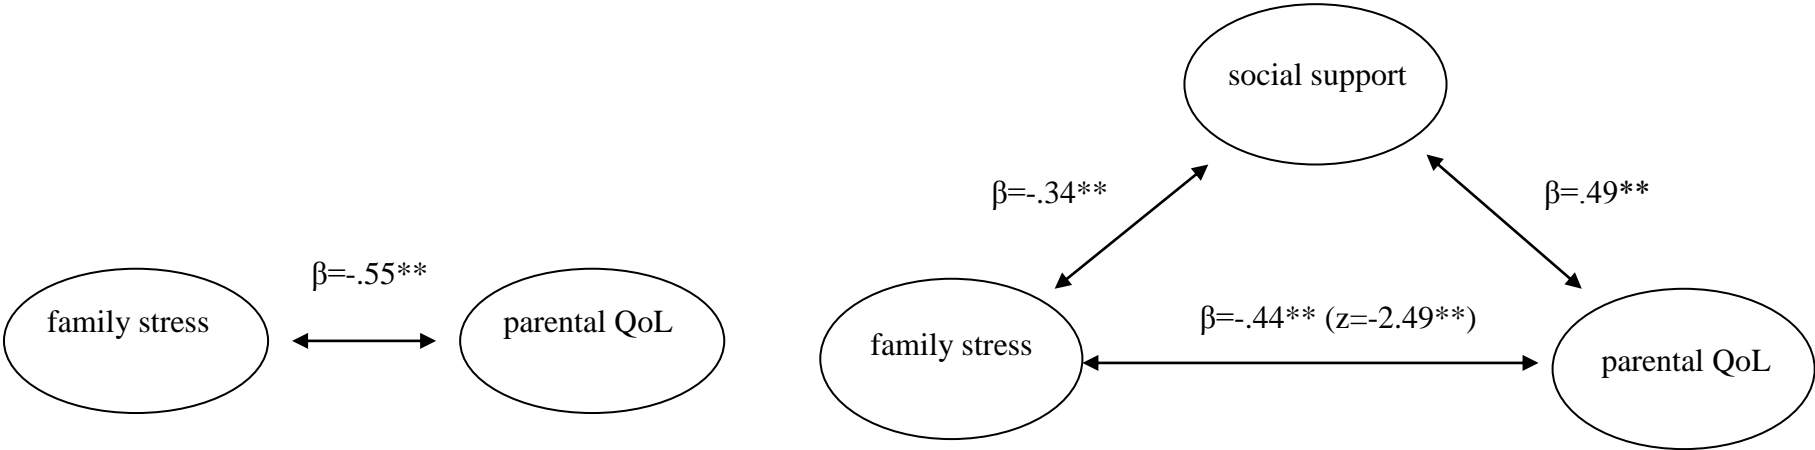 β=-.55**
family stress
parental QoL
social support
β=-.34**
β=.49**
family stress
β=-.44** (z=-2.49**)
parental QoL